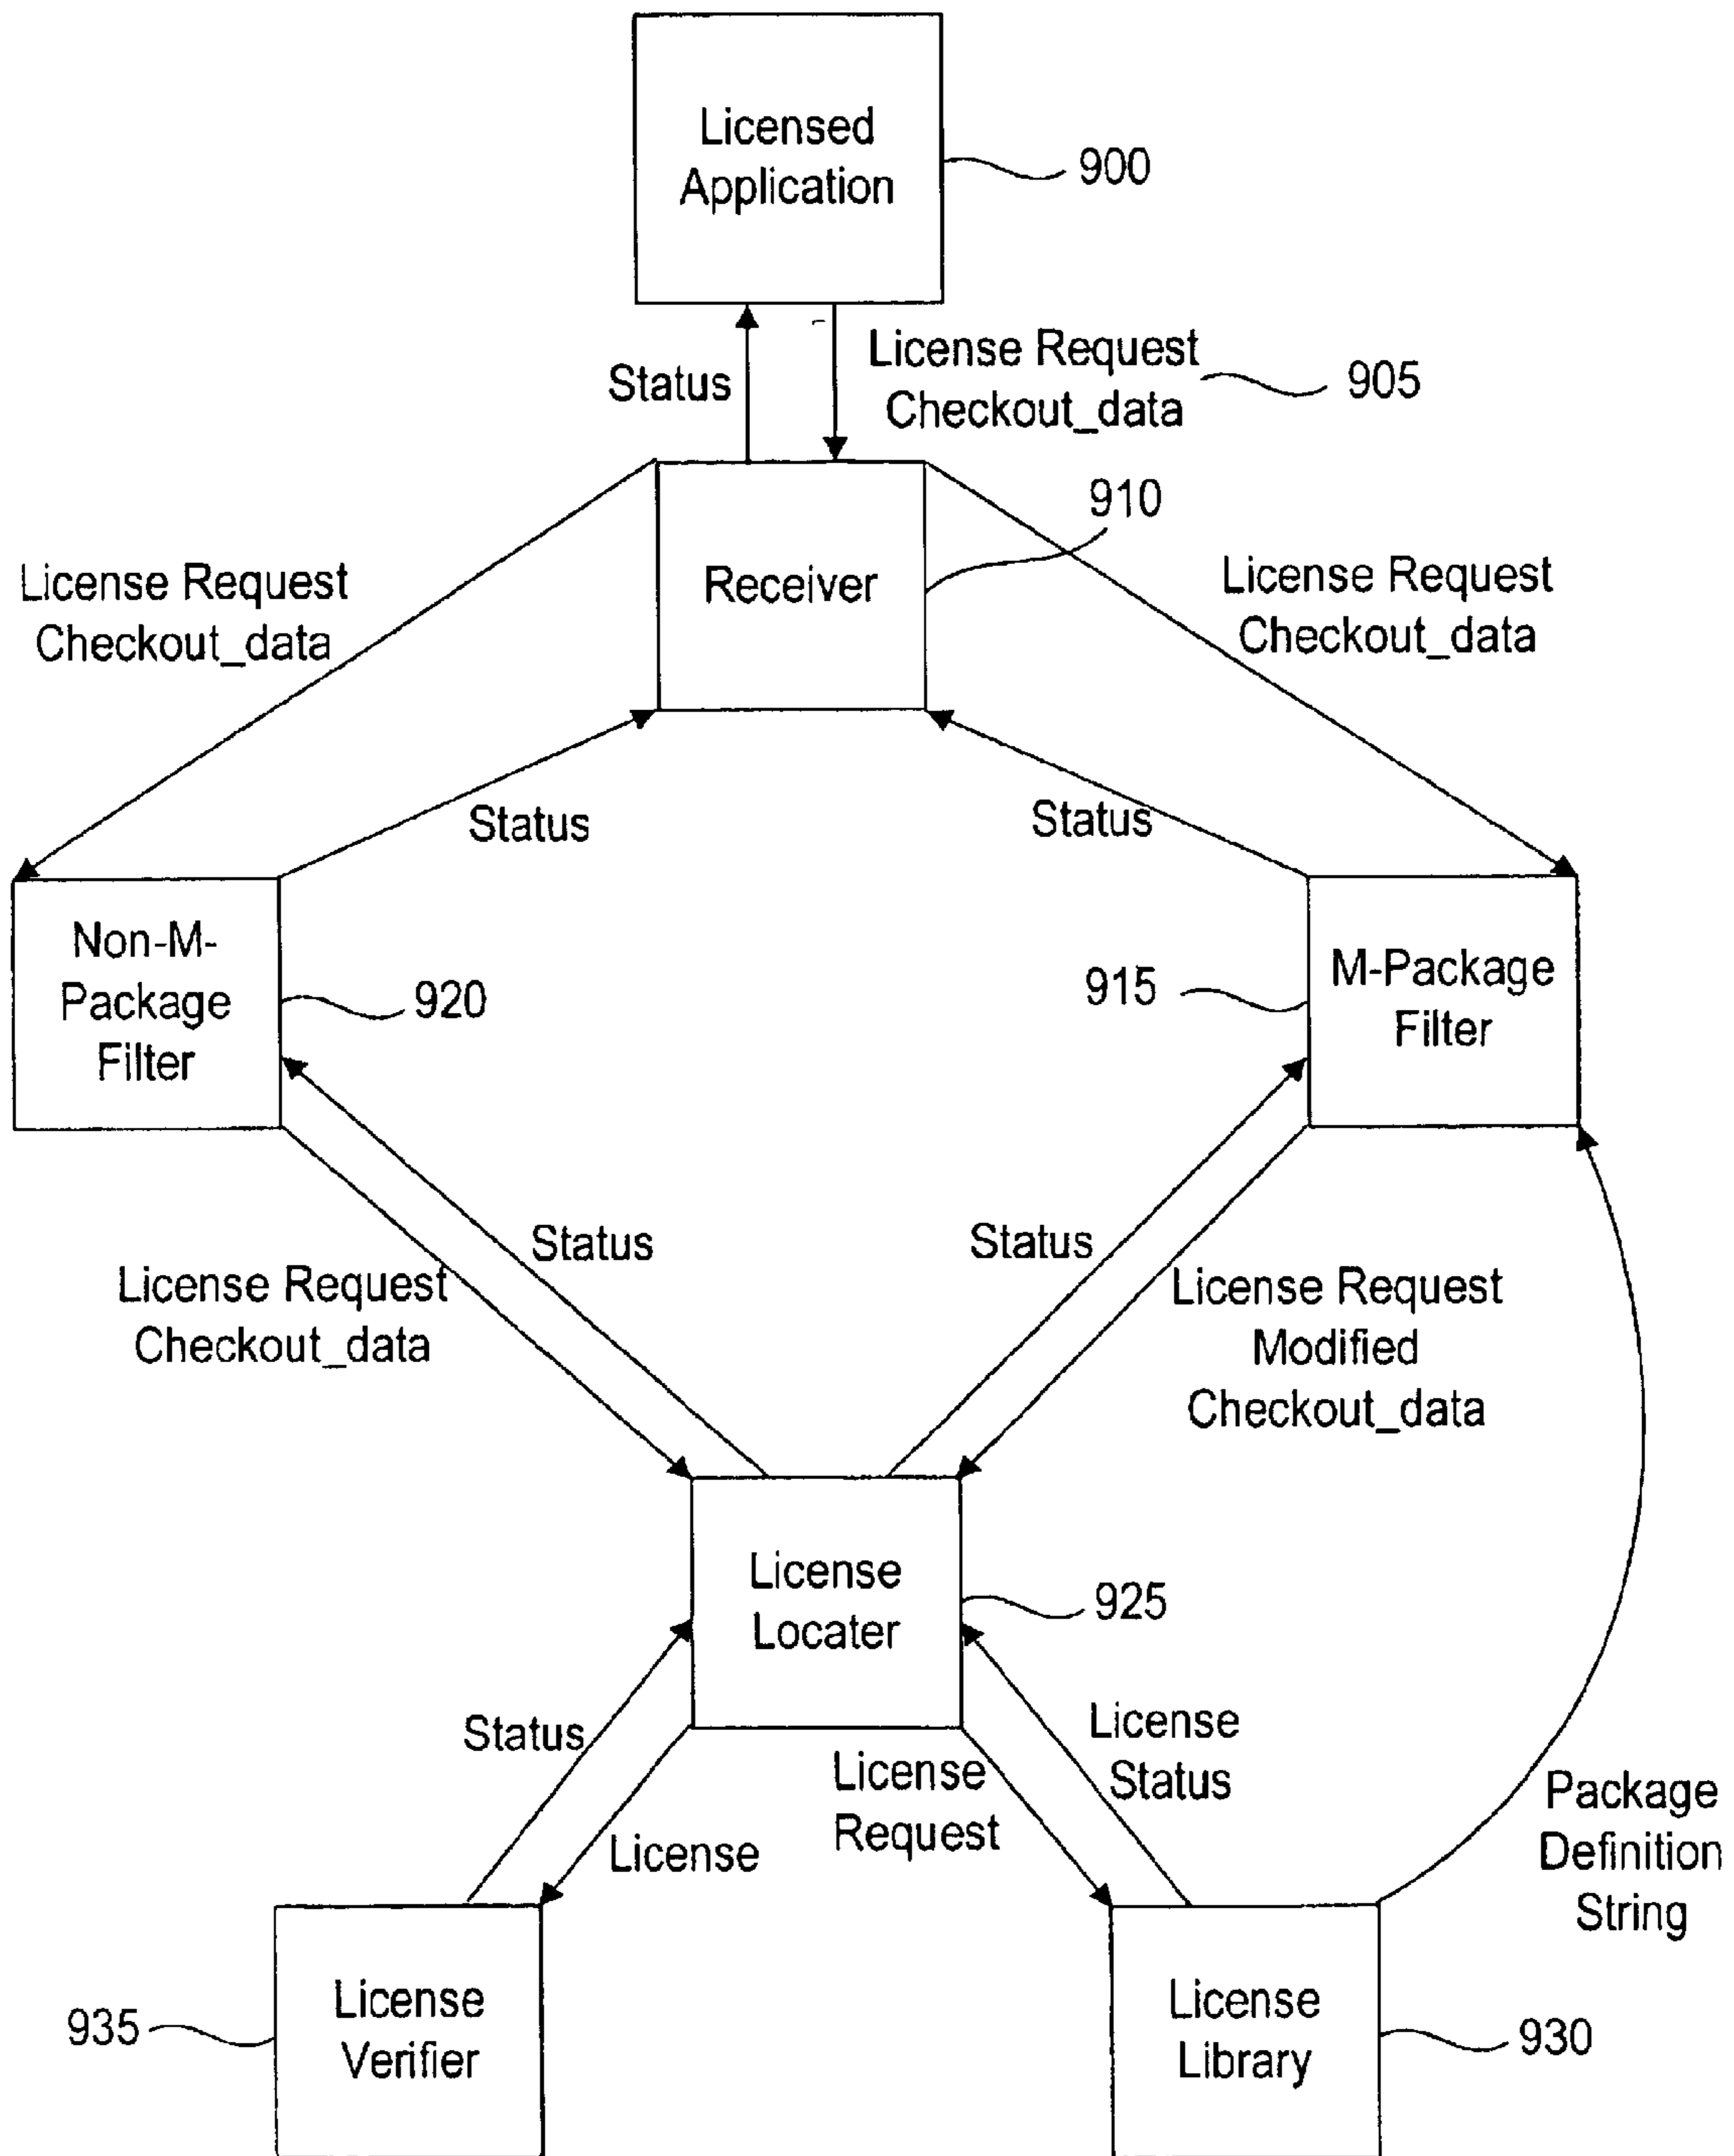 Licensed
Application
900
Status
License Request
Checkout_data
905
910
Receiver
License Request
Checkout_data
License Request
Checkout_data
Status
Status
Non-M-
Package
Filter
920
915
M-Package
Filter
Status
License Request
Checkout_data
Status
License Request
Modified
Checkout_data
License
Locater
925
Status
License
License
Request
License
Status
Package
Definition
String
935
License
Verifier
License
Library
930